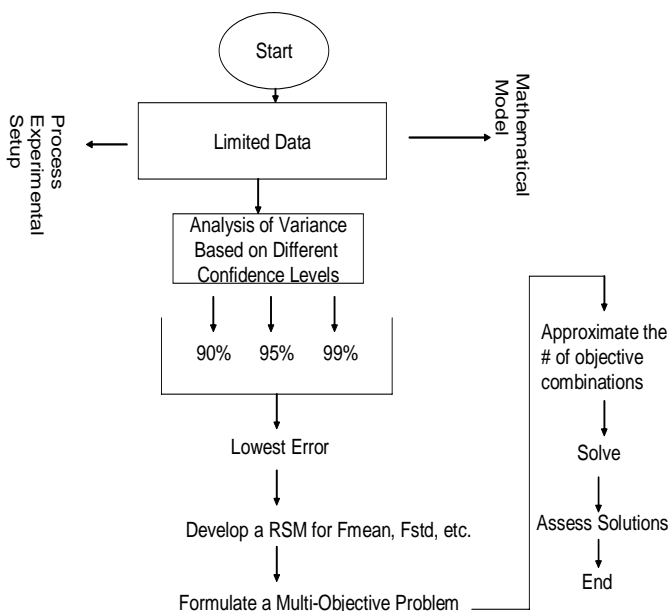 Start
Process
Experimental
Setup
Limited Data
Mathematical
Model
Analysis of Variance
Based on Different
Confidence Levels
90% 95% 99%
Lowest Error
Develop a RSM for Fmean, Fstd, etc.
Formulate a Multi-Objective Problem
Approximate the
# of objective
combinations
Solve
Assess Solutions
End